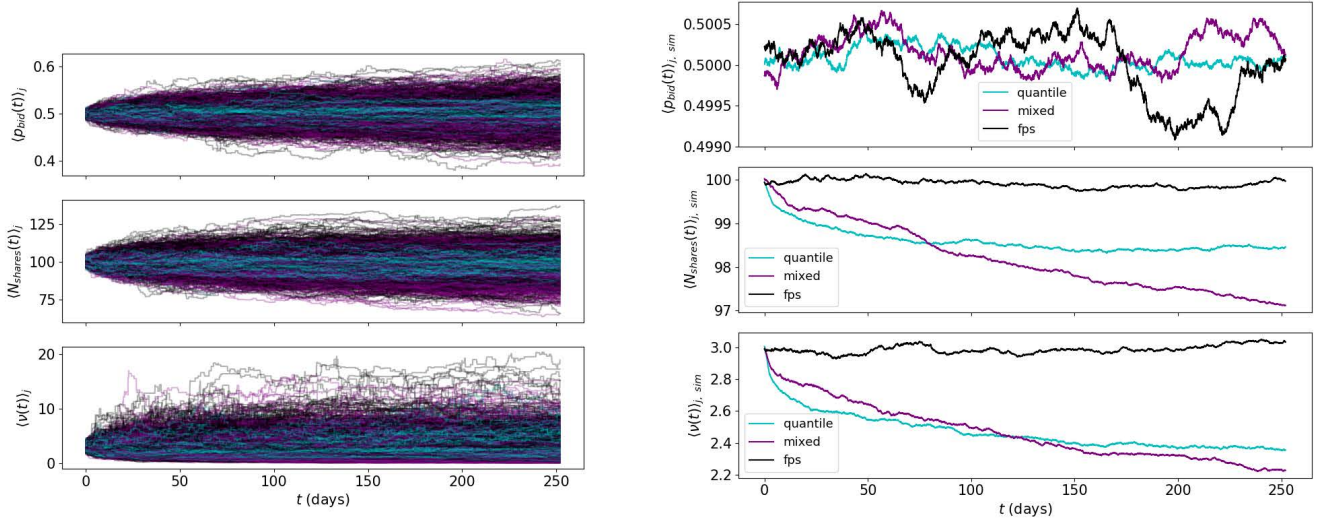 0.6
0.5
0.4
⟨p_bid(t)⟩_j
125
100
75
⟨N_shares(t)⟩_j
20
10
0
⟨ν(t)⟩_j
0 50 100 150 200 250
t (days)
0.5005
0.5000
0.4995
0.4990
⟨p_bid(t)⟩_j, sim
quantile
mixed
fps
100
99
98
97
⟨N_shares(t)⟩_j, sim
quantile
mixed
fps
3.0
2.8
2.6
2.4
2.2
⟨ν(t)⟩_j, sim
quantile
mixed
fps
0 50 100 150 200 250
t (days)